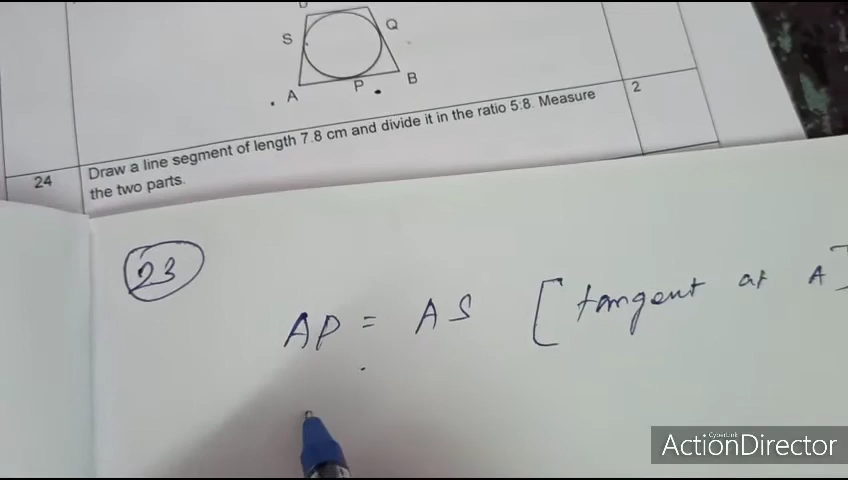 S
Q
A
P
B
24
Draw a line segment of length 7.8 cm and divide it in the ratio 5:8. Measure
the two parts.
2
23
AP = AS [tangent at A]
CyberLink
ActionDirector